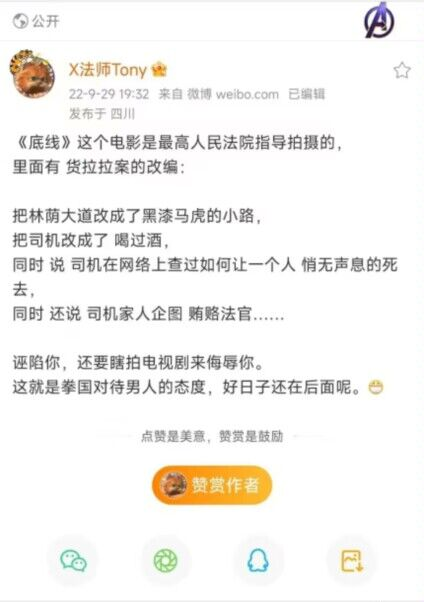 公开
X法师Tony
22-9-29 19:32 来自 微博 weibo.com 已编辑
发布于 四川
《底线》这个电影是最高人民法院指导拍摄的，
里面有 货拉拉案的改编：
把林荫大道改成了黑漆马虎的小路，
把司机改成了 喝过酒，
同时 说 司机在网络上查过如何让一个人 悄无声息的死
去，
同时 还说 司机家人企图 贿赂法官......
诬陷你，还要瞎拍电视剧来侮辱你。
这就是拳国对待男人的态度，好日子还在后面呢。
点赞是美意，赞赏是鼓励
赞赏作者